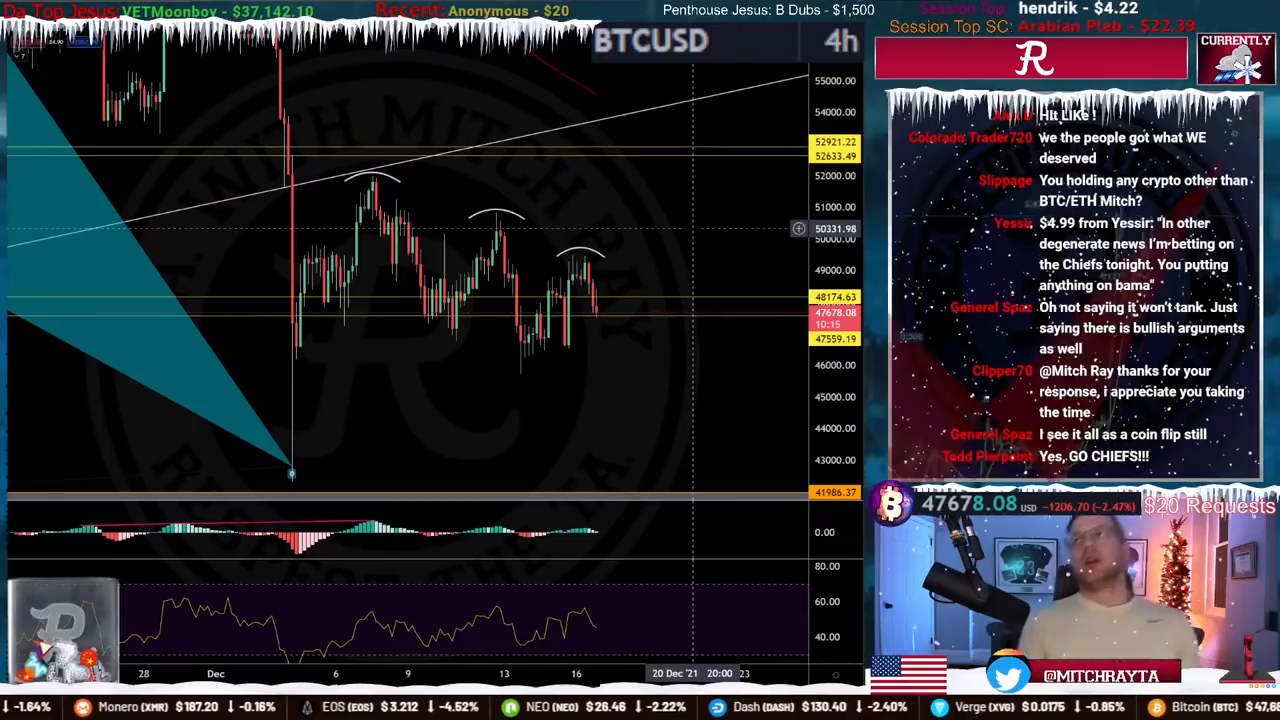 Da Top Jesus: VETMoonboy - $37,142.10
Recent: Anonymous - $20
Penthouse Jesus: B Dubs - $1,500
Session Top: hendrik - $4.22
Session Top SC: Arabian Pleb - $22.39
BTCUSD 4h
CURRENTLY
55000.00
54000.00
52921.22
52633.49
52000.00
51000.00
50331.98
50000.00
49000.00
48174.63
47678.08
10:15
47559.19
46000.00
45000.00
44000.00
43000.00
41986.37
0.00
80.00
60.00
40.00
28 Dec 6 9 13 16 20 Dec '21 20:00 23
Hit LIKe !
Colorado Trader720 we the people got what WE
deserved
Slippage You holding any crypto other than
BTC/ETH Mitch?
Yessir $4.99 from Yessir: "In other
degenerate news I'm betting on
the Chiefs tonight. You putting
anything on bama"
Generel Spaz Oh not saying it won't tank. Just
saying there is bullish arguments
as well
Clipper70 @Mitch Ray thanks for your
response, i appreciate you taking
the time.
Generel Spaz I see it all as a coin flip still
Todd Pierpoint Yes, GO CHIEFS!!!
47678.08 USD -1206.70 (-2.47%) $20 Requests
@MITCHRAYTA
-1.64% Monero (XMR) $187.20 -0.16% EOS (EOS) $3.212 -4.52% NEO (NEO) $26.46 -2.22% Dash (DASH) $130.40 -2.40% Verge (XVG) $0.0175 -0.85% Bitcoin (BTC) $47,68